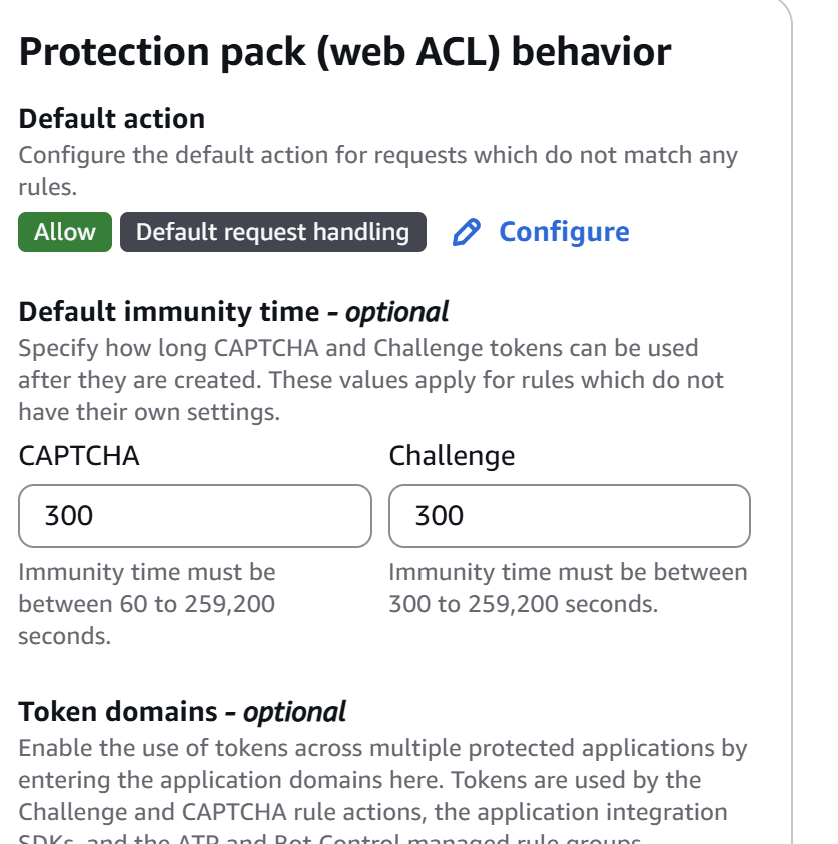 Protection pack (web ACL) behavior
Default action
Configure the default action for requests which do not match any
rules.
Allow Default request handling Configure
Default immunity time - optional
Specify how long CAPTCHA and Challenge tokens can be used
after they are created. These values apply for rules which do not
have their own settings.
CAPTCHA Challenge
300 300
Immunity time must be Immunity time must be between
between 60 to 259,200 300 to 259,200 seconds.
seconds.
Token domains - optional
Enable the use of tokens across multiple protected applications by
entering the application domains here. Tokens are used by the
Challenge and CAPTCHA rule actions, the application integration
SDKs, and the ATP and Bot Control managed rule groups.